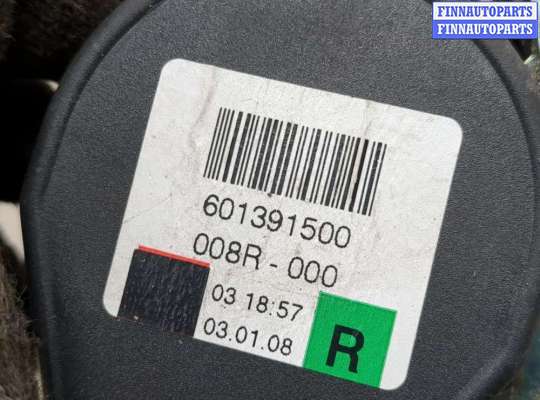 FINNAUTOPARTS
FINNAUTOPARTS
601391500
008R - 000
03 18:57
03.01.08
R